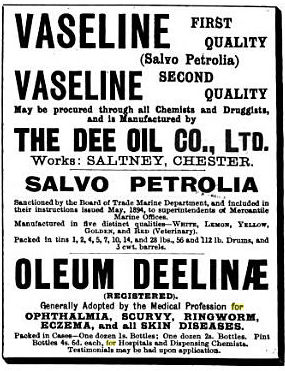 VASELINE FIRST QUALITY
(Salvo Petrolia)
VASELINE SECOND QUALITY
May be procured through all Chemists and Druggists,
and is Manufactured by
THE DEE OIL CO., LTD.
Works: SALTNEY, CHESTER.
SALVO PETROLIA
Sanctioned by the Board of Trade Marine Department, and included in
their instructions issued May, 1894, to superintendents of Mercantile
Marine Offices.
Manufactured in five distinct qualities—WHITE, LEMON, YELLOW,
GOLDEN, and RED (Veterinary).
Packed in tins 1, 2, 4, 5, 7, 10, 14, and 28 lbs., 56 and 112 lb. Drums, and
3 cwt. barrels.
OLEUM DEELINÆ
(REGISTERED).
Generally Adopted by the Medical Profession for
OPHTHALMIA, SCURVY, RINGWORM,
ECZEMA, and all SKIN DISEASES.
Packed in Cases—One dozen 1s. Bottles; One dozen 2s. Bottles. Pint
Bottles 4s. 6d. each, for Hospitals and Dispensing Chemists.
Testimonials may be had upon application.